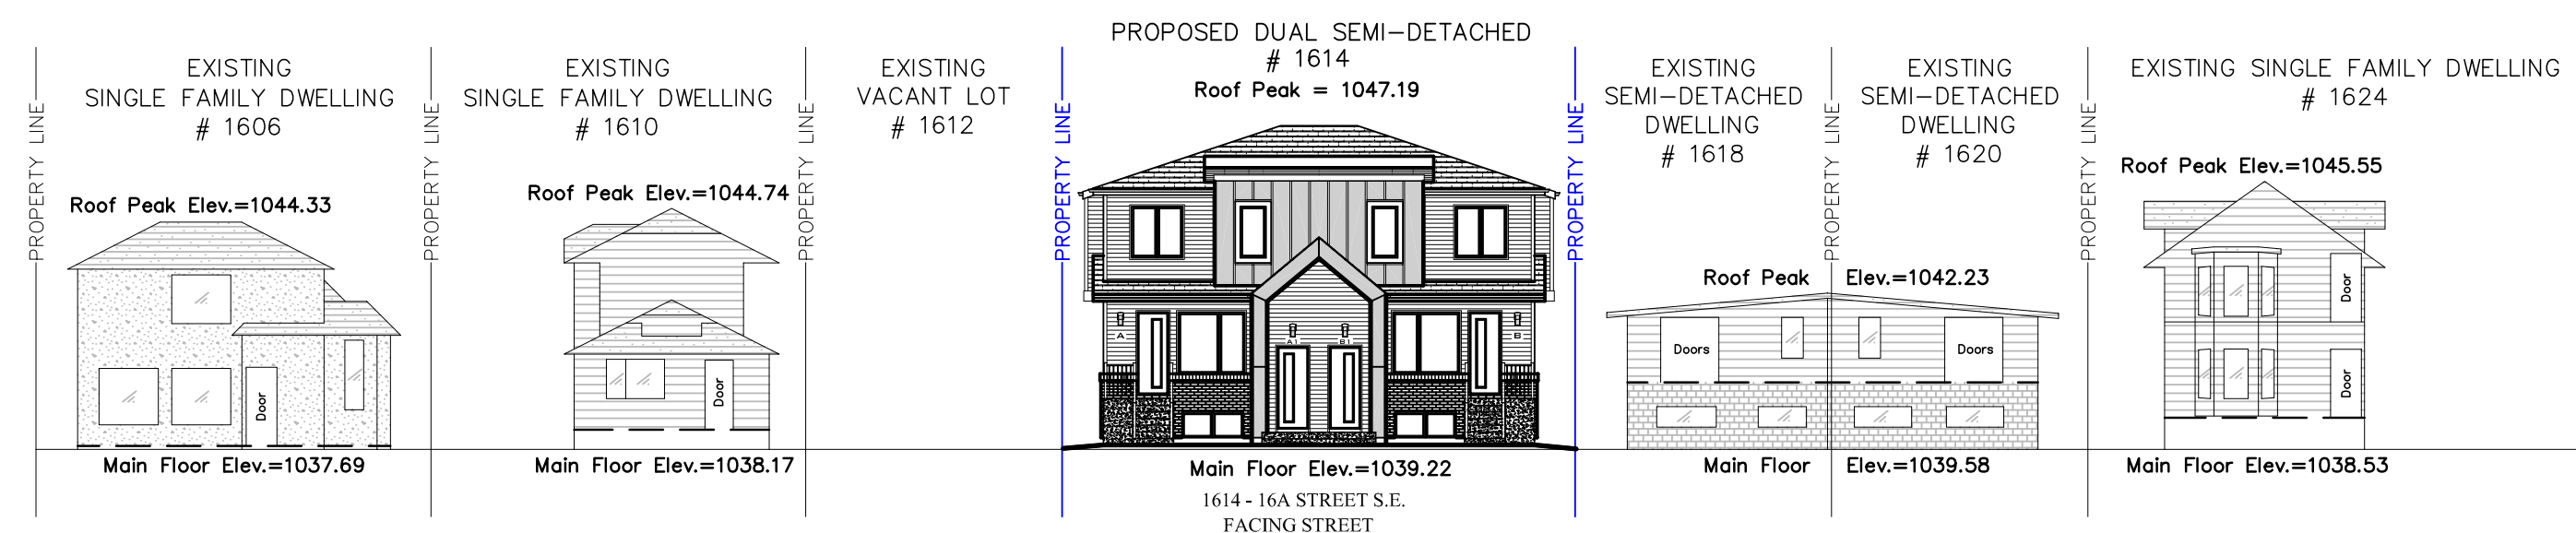 PROPERTY LINE
EXISTING
SINGLE FAMILY DWELLING
# 1606
Roof Peak Elev.=1044.33
Door
Main Floor Elev.=1037.69
PROPERTY LINE
EXISTING
SINGLE FAMILY DWELLING
# 1610
Roof Peak Elev.=1044.74
Door
Main Floor Elev.=1038.17
PROPERTY LINE
EXISTING
VACANT LOT
# 1612
PROPERTY LINE
PROPOSED DUAL SEMI-DETACHED
# 1614
Roof Peak = 1047.19
A
A1
B1
B
Main Floor Elev.=1039.22
1614 - 16A STREET S.E.
FACING STREET
PROPERTY LINE
EXISTING
SEMI-DETACHED
DWELLING
# 1618
PROPERTY LINE
EXISTING
SEMI-DETACHED
DWELLING
# 1620
Roof Peak Elev.=1042.23
Doors
Doors
Main Floor Elev.=1039.58
PROPERTY LINE
EXISTING SINGLE FAMILY DWELLING
# 1624
Roof Peak Elev.=1045.55
Door
Door
Main Floor Elev.=1038.53